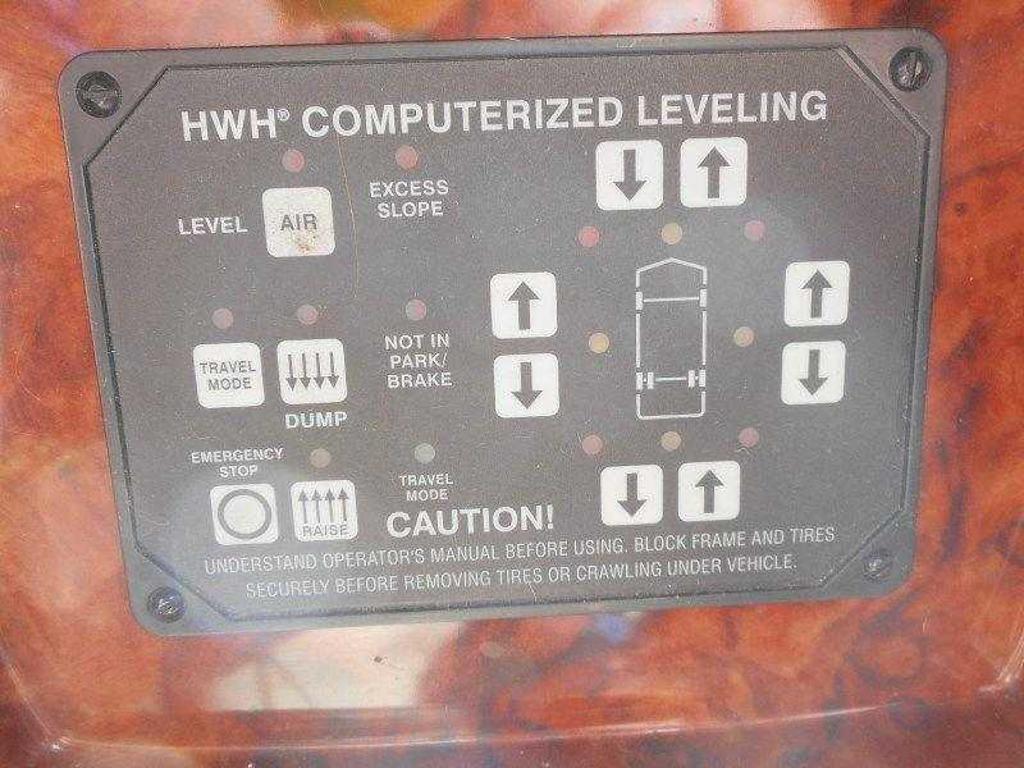 HWH® COMPUTERIZED LEVELING
LEVEL
AIR
EXCESS
SLOPE
TRAVEL
MODE
DUMP
NOT IN
PARK/
BRAKE
EMERGENCY
STOP
RAISE
TRAVEL
MODE
CAUTION!
UNDERSTAND OPERATOR'S MANUAL BEFORE USING. BLOCK FRAME AND TIRES
SECURELY BEFORE REMOVING TIRES OR CRAWLING UNDER VEHICLE.